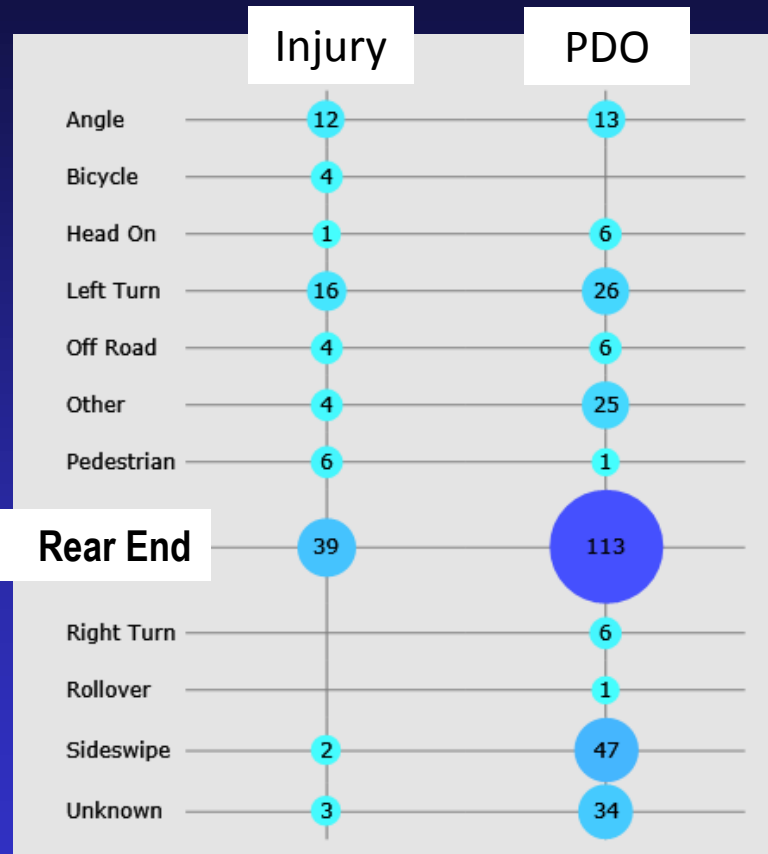 Injury PDO
Angle 12 13
Bicycle 4
Head On 1 6
Left Turn 16 26
Off Road 4 6
Other 4 25
Pedestrian 6 1
Rear End 39 113
Right Turn 6
Rollover 1
Sideswipe 2 47
Unknown 3 34